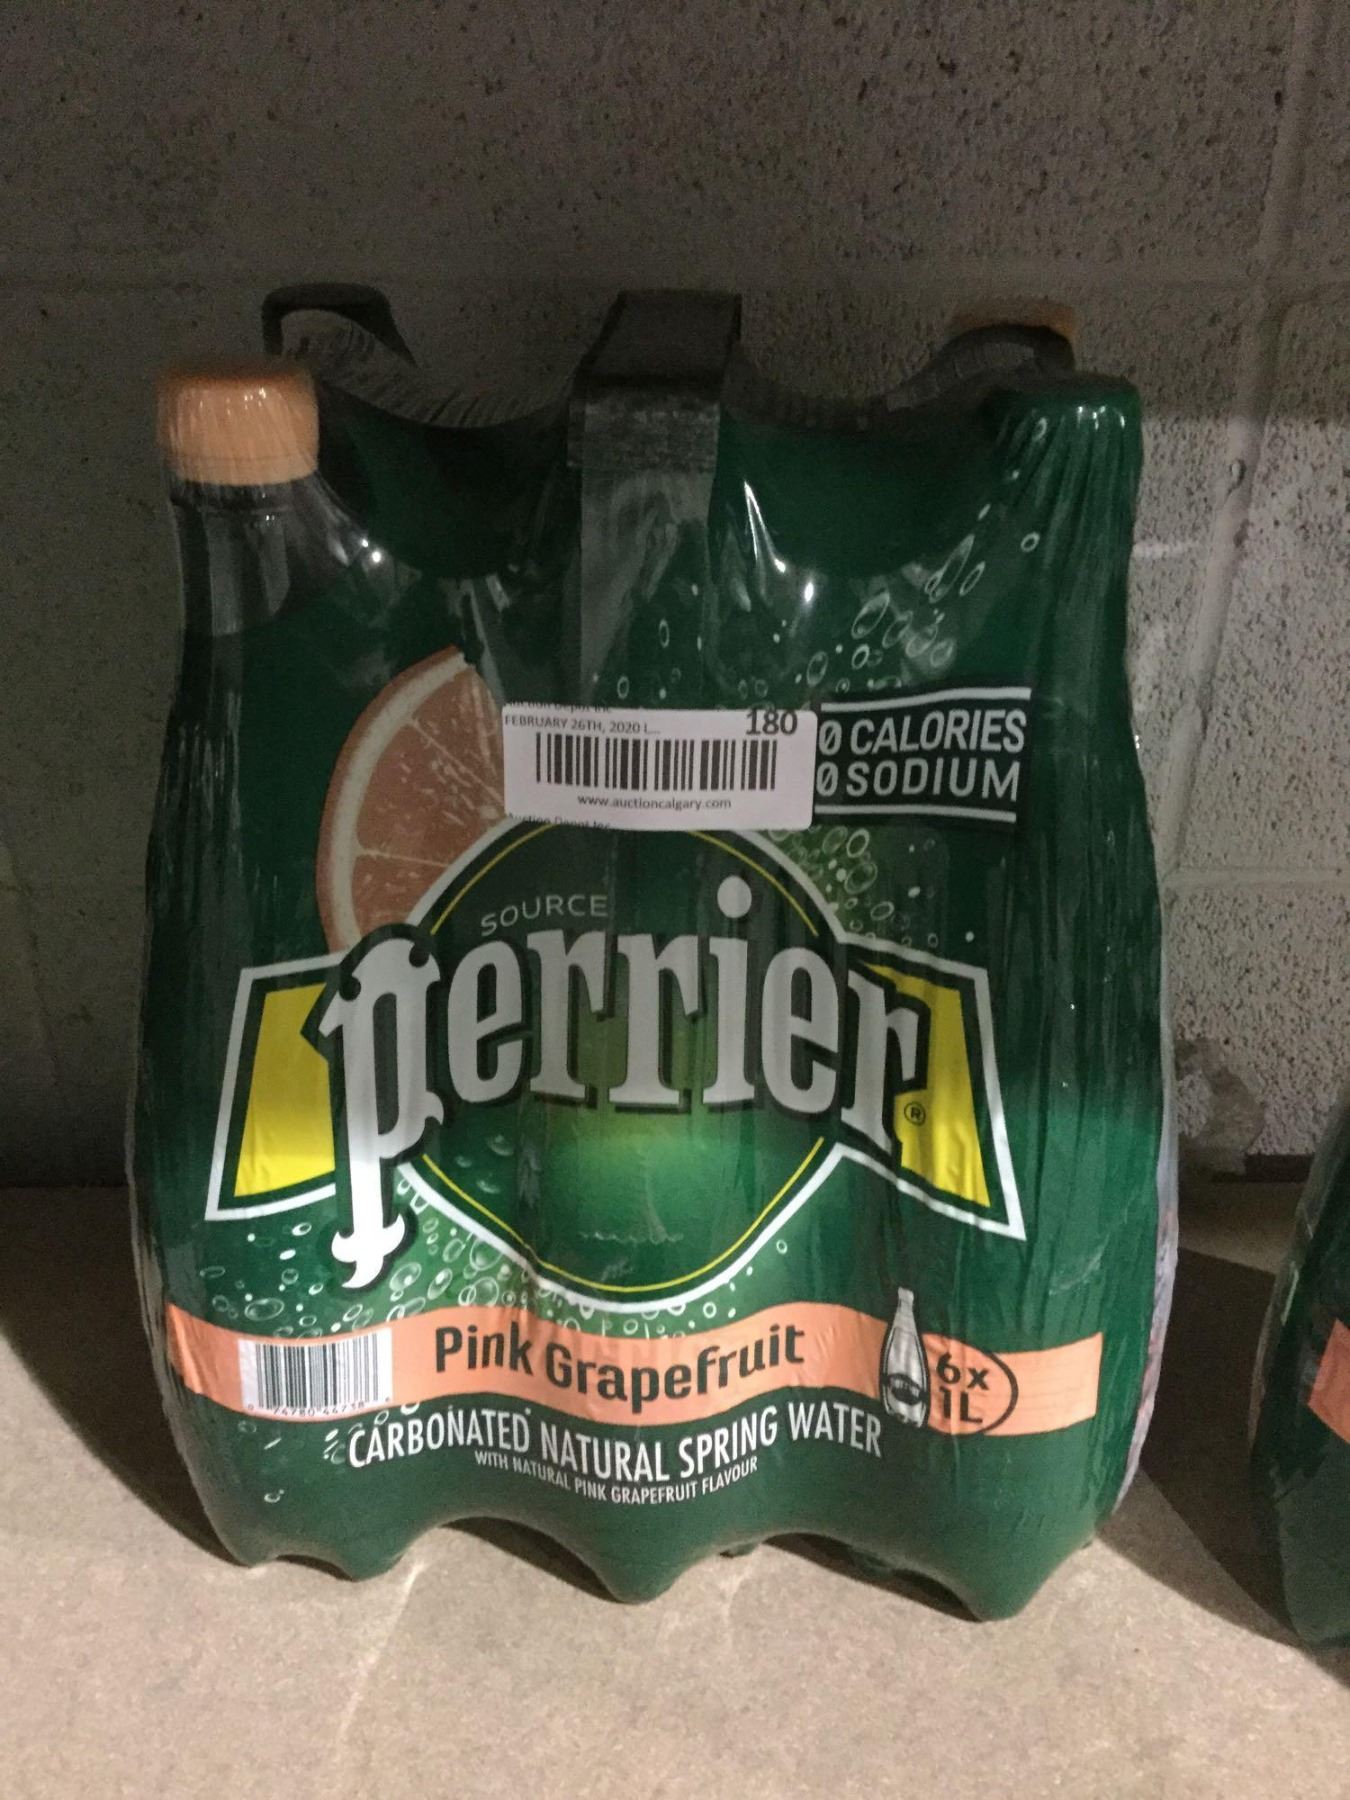 FEBRUARY 26TH, 2020 L... 180
www.auctioncalgary.com
0 CALORIES
0 SODIUM
SOURCE
perrier®
Pink Grapefruit
6x
1L
CARBONATED NATURAL SPRING WATER
WITH NATURAL PINK GRAPEFRUIT FLAVOUR